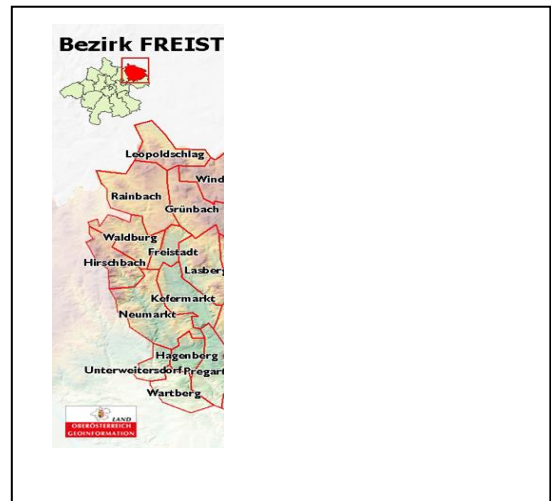 Bezirk FREIST
Leopoldschlag
Wind
Rainbach
Grünbach
Waldburg
Freistadt
Hirschbach
Lasberg
Kefermarkt
Neumarkt
Hagenberg
Unterweitersdorf Pregart
Wartberg
LAND
OBERÖSTERREICH
GEOINFORMATION